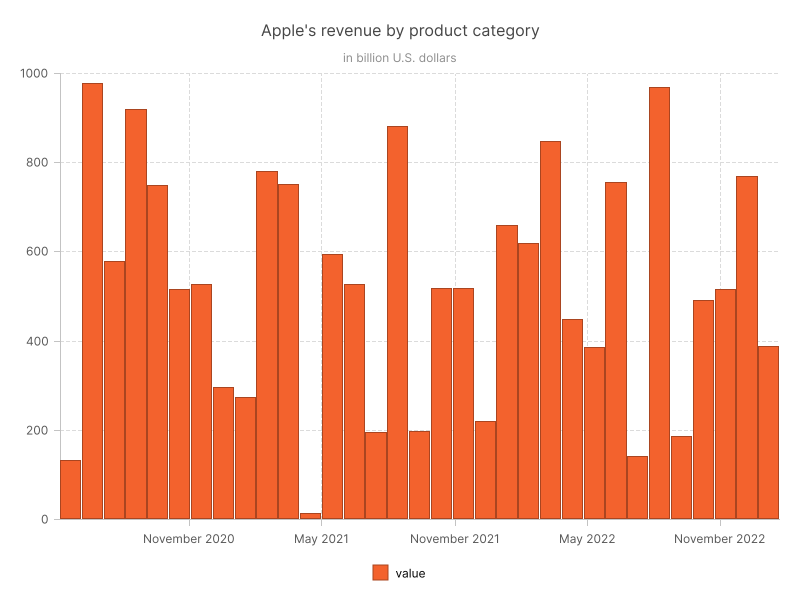 Apple's revenue by product category
in billion U.S. dollars
1000
800
600
400
200
0
November 2020 May 2021 November 2021 May 2022 November 2022
value